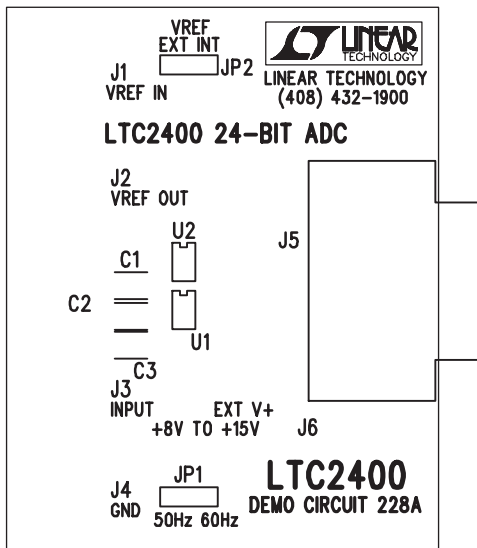 VREF
EXT INT
JP2
J1
VREF IN
LINEAR
TECHNOLOGY
LINEAR TECHNOLOGY
(408) 432-1900
LTC2400 24-BIT ADC
J2
VREF OUT
U2
J5
C1
C2
U1
C3
J3
INPUT
EXT V+
+8V TO +15V
J6
JP1
J4
GND
50Hz 60Hz
LTC2400
DEMO CIRCUIT 228A